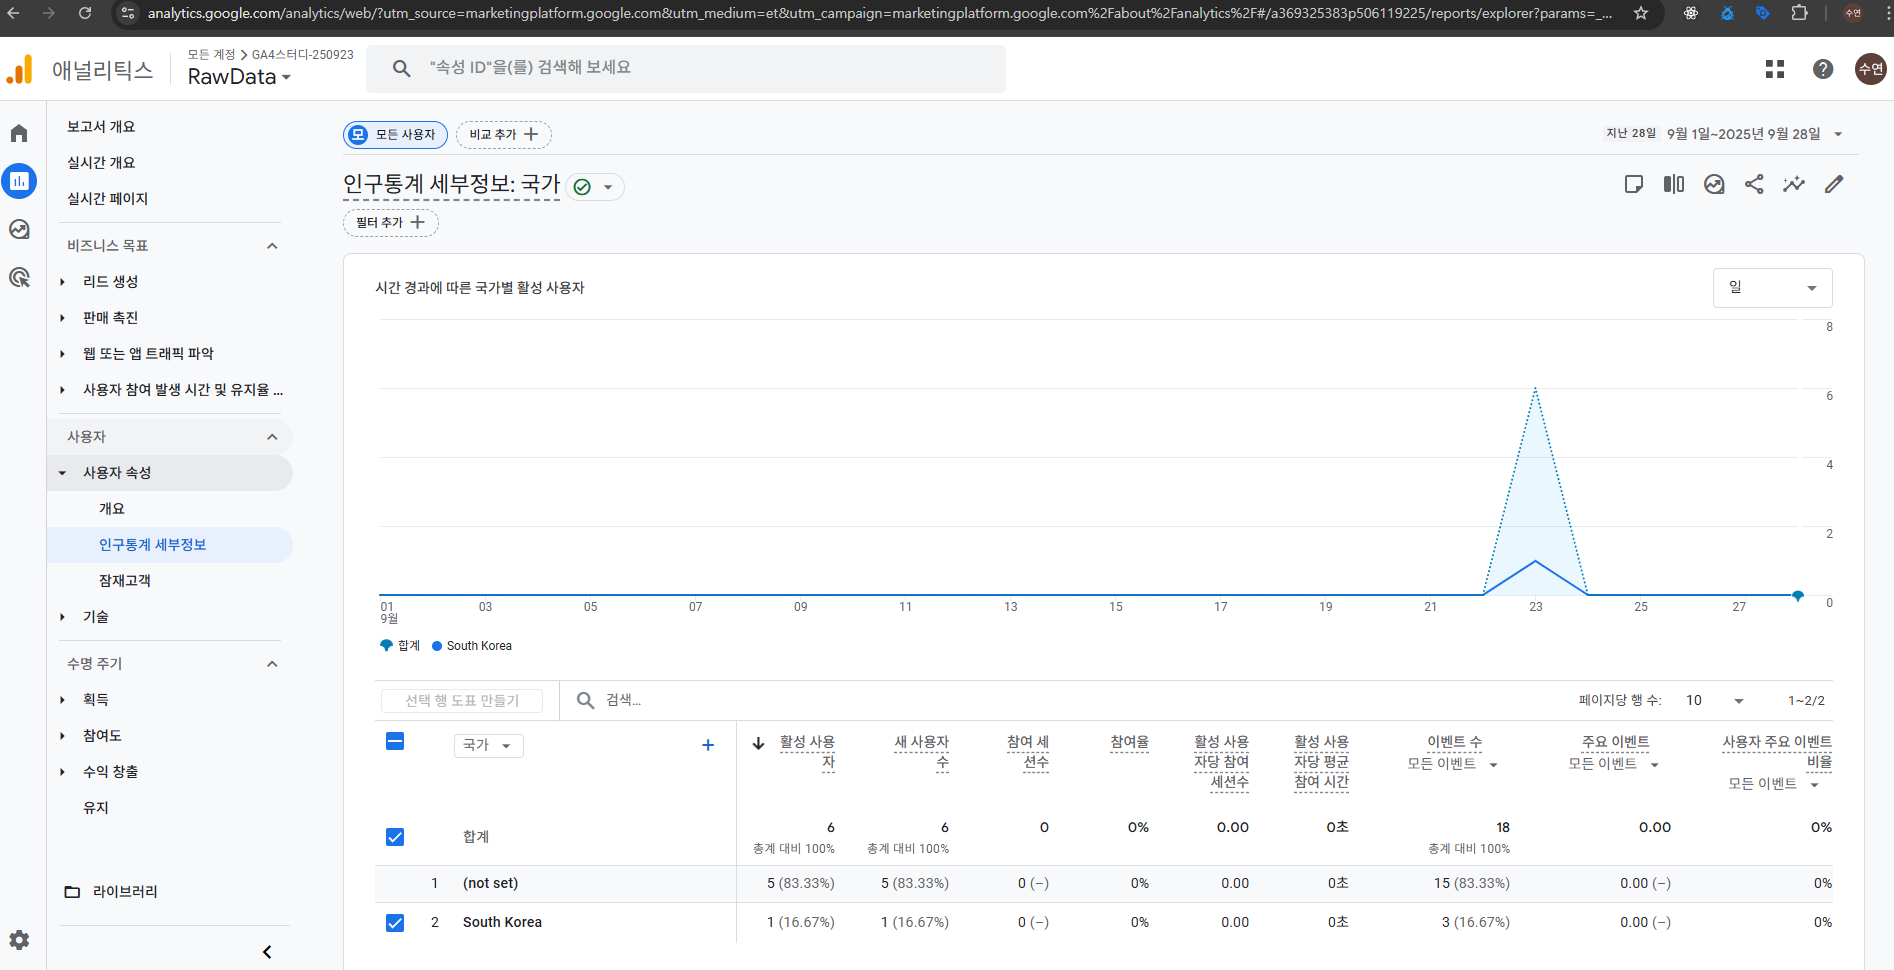 analytics.google.com/analytics/web/?utm_source=marketingplatform.google.com&utm_medium=et&utm_campaign=marketingplatform.google.com%2Fabout%2Fanalytics%2F#/a369325383p506119225/reports/explorer?params=_...
수연
애널리틱스
모든 계정 > GA4스터디-250923
RawData
"속성 ID"을(를) 검색해 보세요
수연
보고서 개요
실시간 개요
실시간 페이지
비즈니스 목표
리드 생성
판매 촉진
웹 또는 앱 트래픽 파악
사용자 참여 발생 시간 및 유지율 ...
사용자
사용자 속성
개요
인구통계 세부정보
잠재고객
기술
수명 주기
획득
참여도
수익 창출
유지
라이브러리
모 모든 사용자
비교 추가
지난 28일 9월 1일~2025년 9월 28일
인구통계 세부정보: 국가
필터 추가
시간 경과에 따른 국가별 활성 사용자
일
8
6
4
2
0
01 03 05 07 09 11 13 15 17 19 21 23 25 27
9월
합계 South Korea
선택 행 도표 만들기 검색... 페이지당 행 수: 10 1~2/2
국가
활성 사용
자
새 사용자
수
참여 세
션수
참여율
활성 사용
자당 참여
세션수
활성 사용
자당 평균
참여 시간
이벤트 수
모든 이벤트
주요 이벤트
모든 이벤트
사용자 주요 이벤트
비율
모든 이벤트
합계 6 6 0 0% 0.00 0초 18 0.00 0%
총계 대비 100% 총계 대비 100% 총계 대비 100%
1 (not set) 5 (83.33%) 5 (83.33%) 0 (–) 0% 0.00 0초 15 (83.33%) 0.00 (–) 0%
2 South Korea 1 (16.67%) 1 (16.67%) 0 (–) 0% 0.00 0초 3 (16.67%) 0.00 (–) 0%